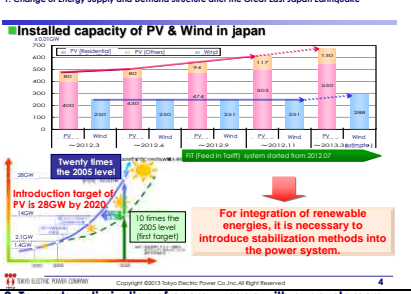 1. Change of Energy Supply and Demand Structure after the Great East Japan Earthquake
■Installed capacity of PV & Wind in japan
x 0.01GW
PV (Residential) PV (Others) Wind
700
600
500
400
300
200
100
0
80 80 94 117 130
400 250 430 250 474 251 503 251 550 288
PV Wind PV Wind PV Wind PV Wind PV Wind
～2012.3 ～2012.6 ～2012.9 ～2012.11 ～2013.3
FIT (Feed In Tariff) system started from 2012.07
Twenty times
the 2005 level
28GW
Introduction target of
PV is 28GW by 2020
14GW
10 times the
2005 level
(first target)
2.1GW
1.4GW
For integration of renewable
energies, it is necessary to
introduce stabilization methods into
the power system.
TOKYO ELECTRIC POWER COMPANY
Copyright ©2013 Tokyo Electric Power Co.,Inc. All Right Reserved
4